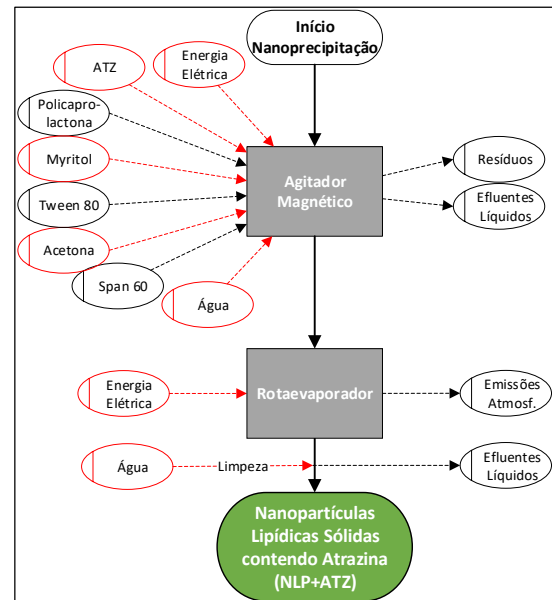 Início
Nanoprecipitação
Energia
Elétrica
ATZ
Policapro-
lactona
Myritol
Tween 80
Acetona
Span 60
Água
Agitador
Magnético
Resíduos
Efluentes
Líquidos
Energia
Elétrica
Rotaevaporador
Emissões
Atmosf.
Água
Limpeza
Efluentes
Líquidos
Nanopartículas
Lipídicas Sólidas
contendo Atrazina
(NLP+ATZ)